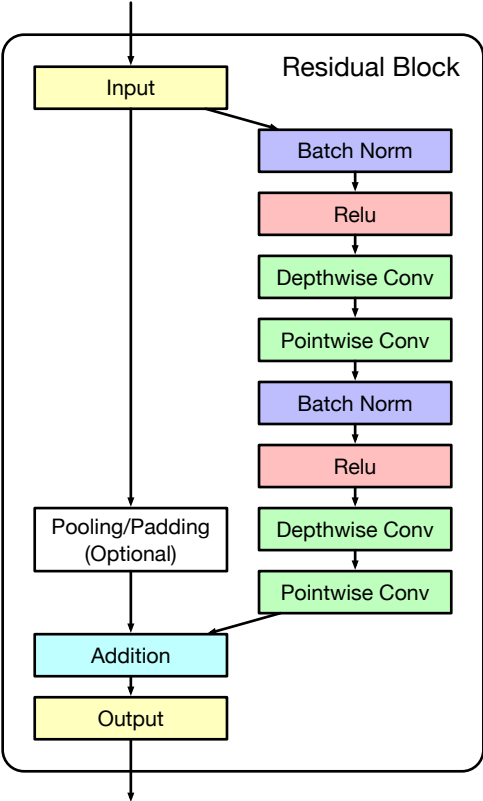 Residual Block
Input
Batch Norm
Relu
Depthwise Conv
Pointwise Conv
Batch Norm
Relu
Depthwise Conv
Pointwise Conv
Pooling/Padding
(Optional)
Addition
Output